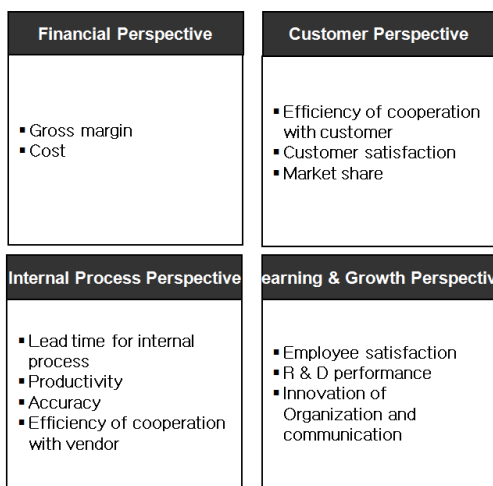 Financial Perspective
▪ Gross margin
▪ Cost
Customer Perspective
▪ Efficiency of cooperation
with customer
▪ Customer satisfaction
▪ Market share
Internal Process Perspective
▪ Lead time for internal
process
▪ Productivity
▪ Accuracy
▪ Efficiency of cooperation
with vendor
earning & Growth Perspectiv
▪ Employee satisfaction
▪ R & D performance
▪ Innovation of
Organization and
communication